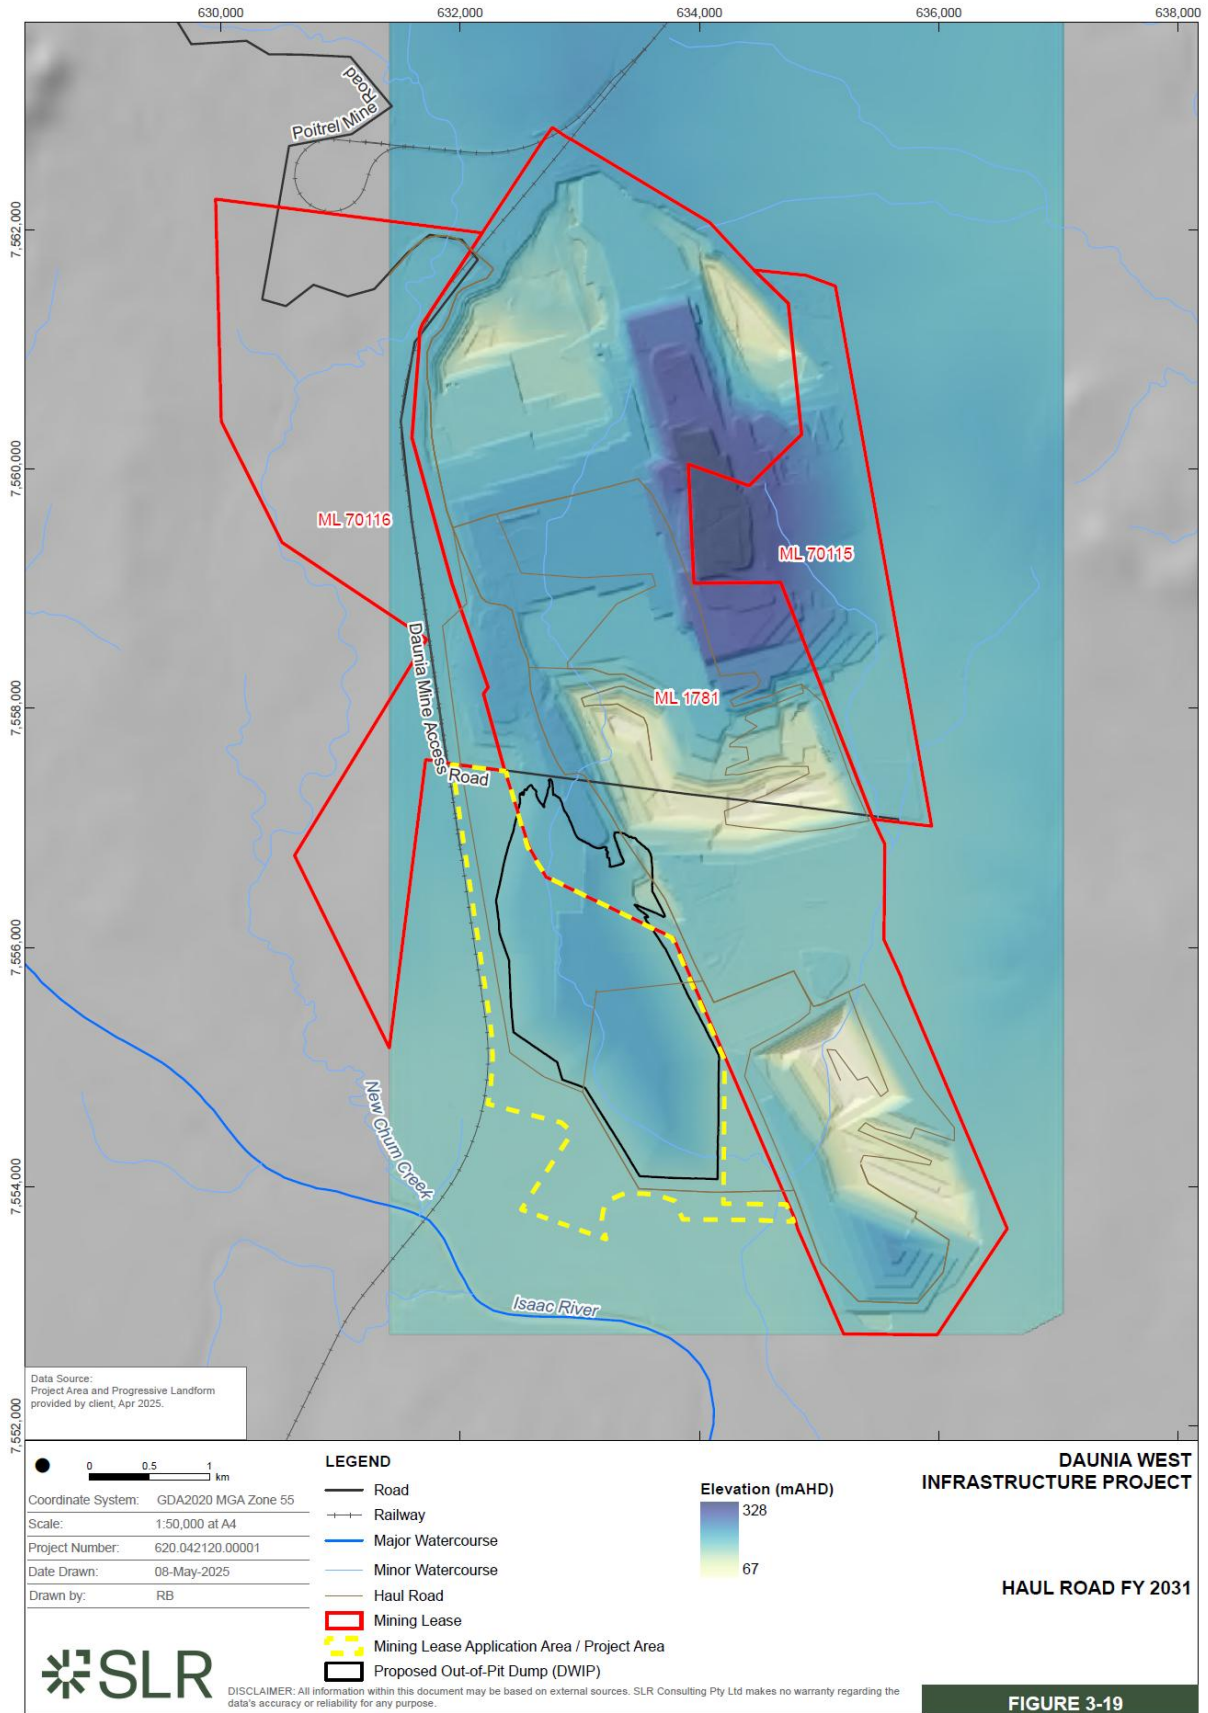 630,000
632,000
634,000
636,000
638,000
7,562,000
7,560,000
7,558,000
7,556,000
7,554,000
7,552,000
Poitrel Mine
Road
ML 70116
ML 70115
ML 1781
Daunia Mine Access
Road
New Chum Creek
Isaac River
Data Source:
Project Area and Progressive Landform
provided by client, Apr 2025.
0 0.5 1
km
Coordinate System: GDA2020 MGA Zone 55
Scale: 1:50,000 at A4
Project Number: 620.042120.00001
Date Drawn: 08-May-2025
Drawn by: RB
SLR
LEGEND
Road
Railway
Major Watercourse
Minor Watercourse
Haul Road
Mining Lease
Mining Lease Application Area / Project Area
Proposed Out-of-Pit Dump (DWIP)
Elevation (mAHD)
328
67
DAUNIA WEST
INFRASTRUCTURE PROJECT
HAUL ROAD FY 2031
DISCLAIMER: All information within this document may be based on external sources. SLR Consulting Pty Ltd makes no warranty regarding the
data's accuracy or reliability for any purpose.
FIGURE 3-19